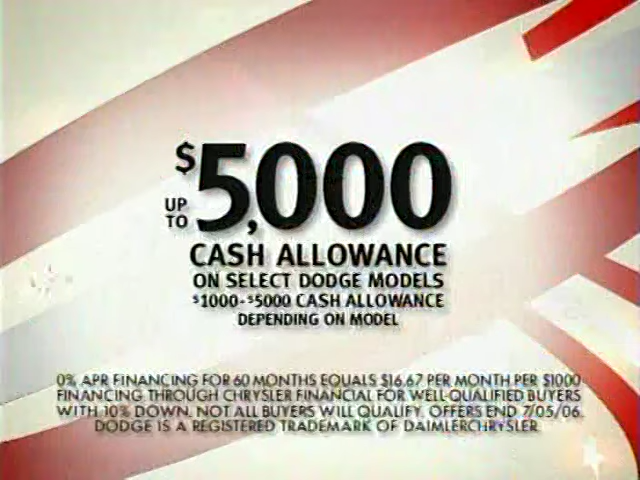 UP TO $5,000
CASH ALLOWANCE
ON SELECT DODGE MODELS
$1000-$5000 CASH ALLOWANCE
DEPENDING ON MODEL
0% APR FINANCING FOR 60 MONTHS EQUALS $16.67 PER MONTH PER $1000
FINANCING THROUGH CHRYSLER FINANCIAL FOR WELL-QUALIFIED BUYERS
WITH 10% DOWN. NOT ALL BUYERS WILL QUALIFY. OFFERS END 7/05/06.
DODGE IS A REGISTERED TRADEMARK OF DAIMLERCHRYSLER.